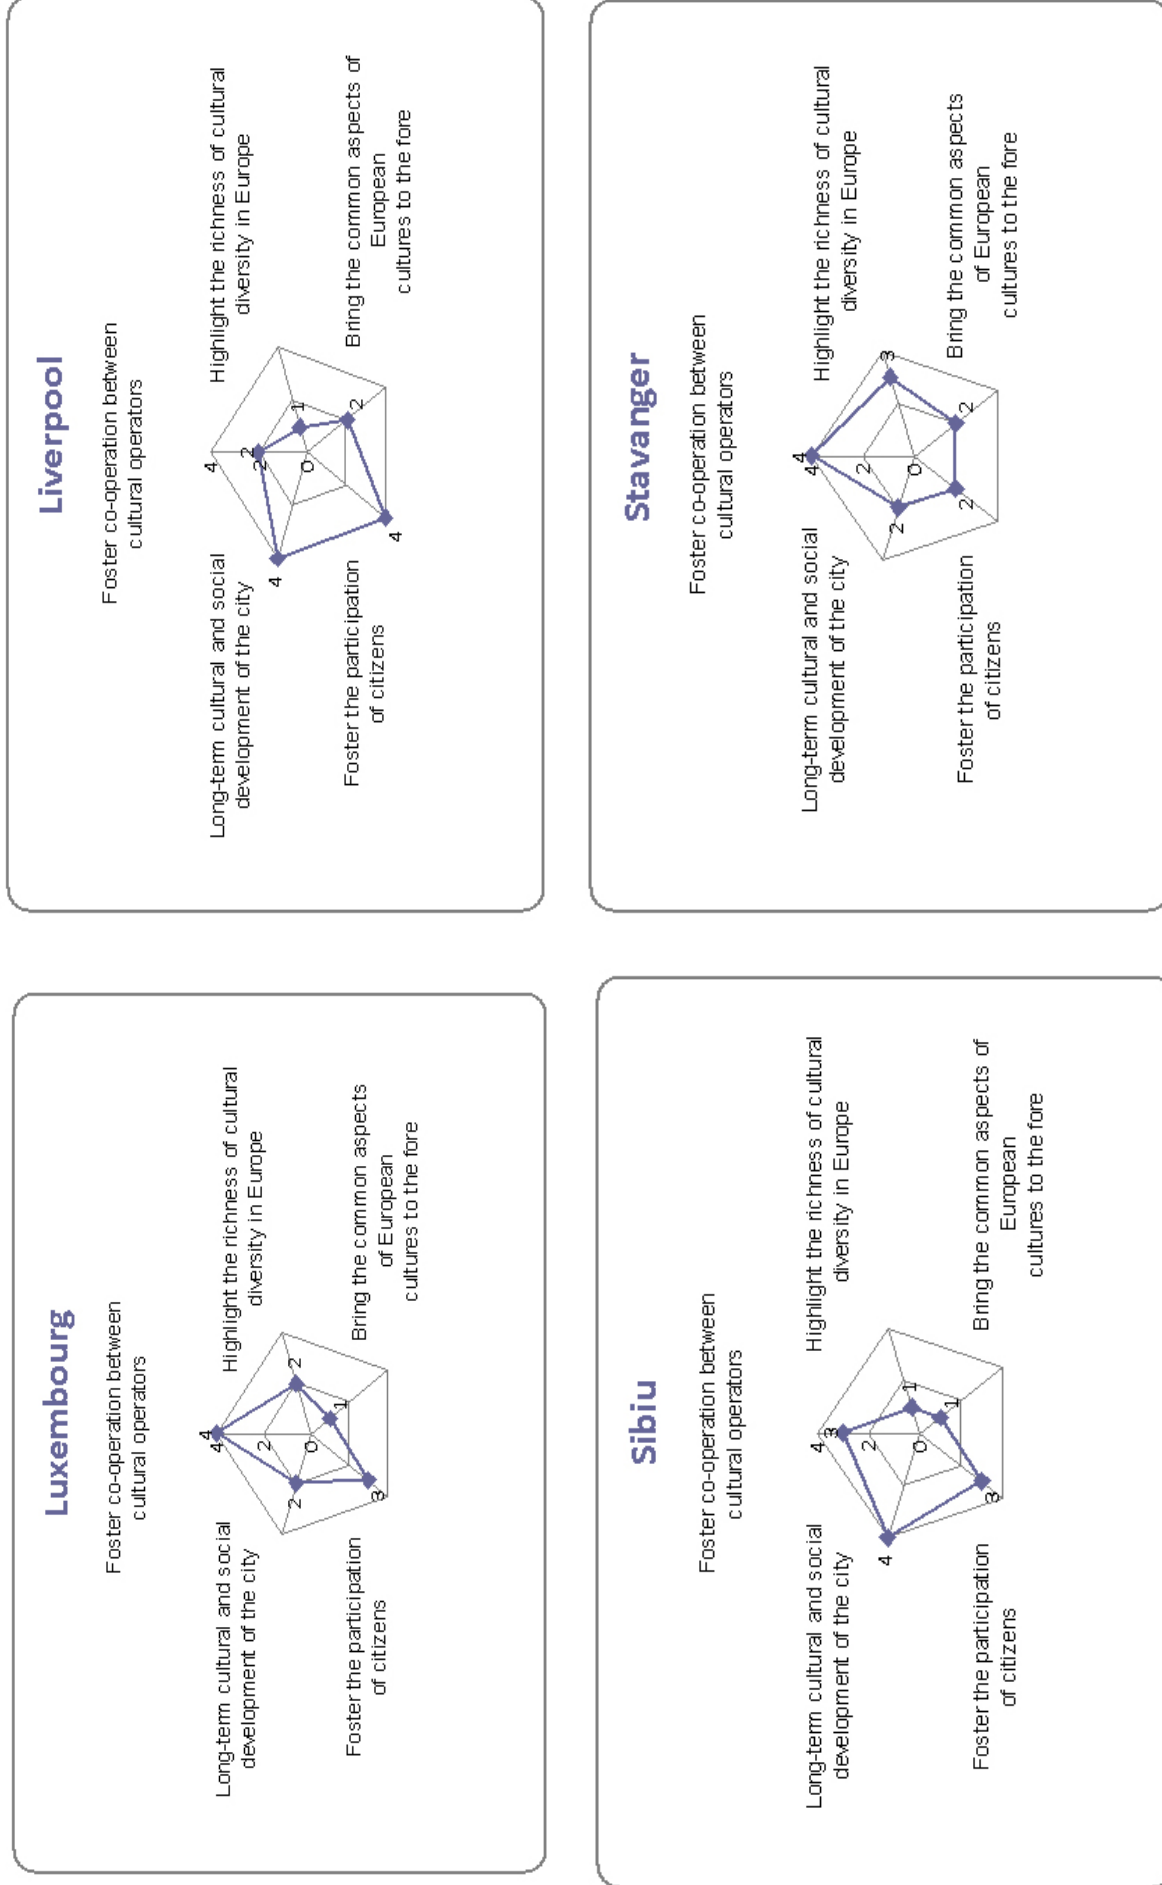 Luxembourg
Foster co-operation between
cultural operators
4
4
Long-term cultural and social
development of the city
Highlight the richness of cultural
diversity in Europe
2
2
2
0
1
3
Foster the participation
of citizens
Bring the common aspects
of European
cultures to the fore
Liverpool
Foster co-operation between
cultural operators
4
Long-term cultural and social
development of the city
Highlight the richness of cultural
diversity in Europe
2
2
4
1
0
2
4
Foster the participation
of citizens
Bring the common aspects of
European
cultures to the fore
Sibiu
Foster co-operation between
cultural operators
4
3
Long-term cultural and social
development of the city
Highlight the richness of cultural
diversity in Europe
2
4
1
0
1
3
Foster the participation
of citizens
Bring the common aspects of
European
cultures to the fore
Stavanger
Foster co-operation between
cultural operators
4
4
Long-term cultural and social
development of the city
Highlight the richness of cultural
diversity in Europe
2
3
2
0
2
2
Foster the participation
of citizens
Bring the common aspects
of European
cultures to the fore